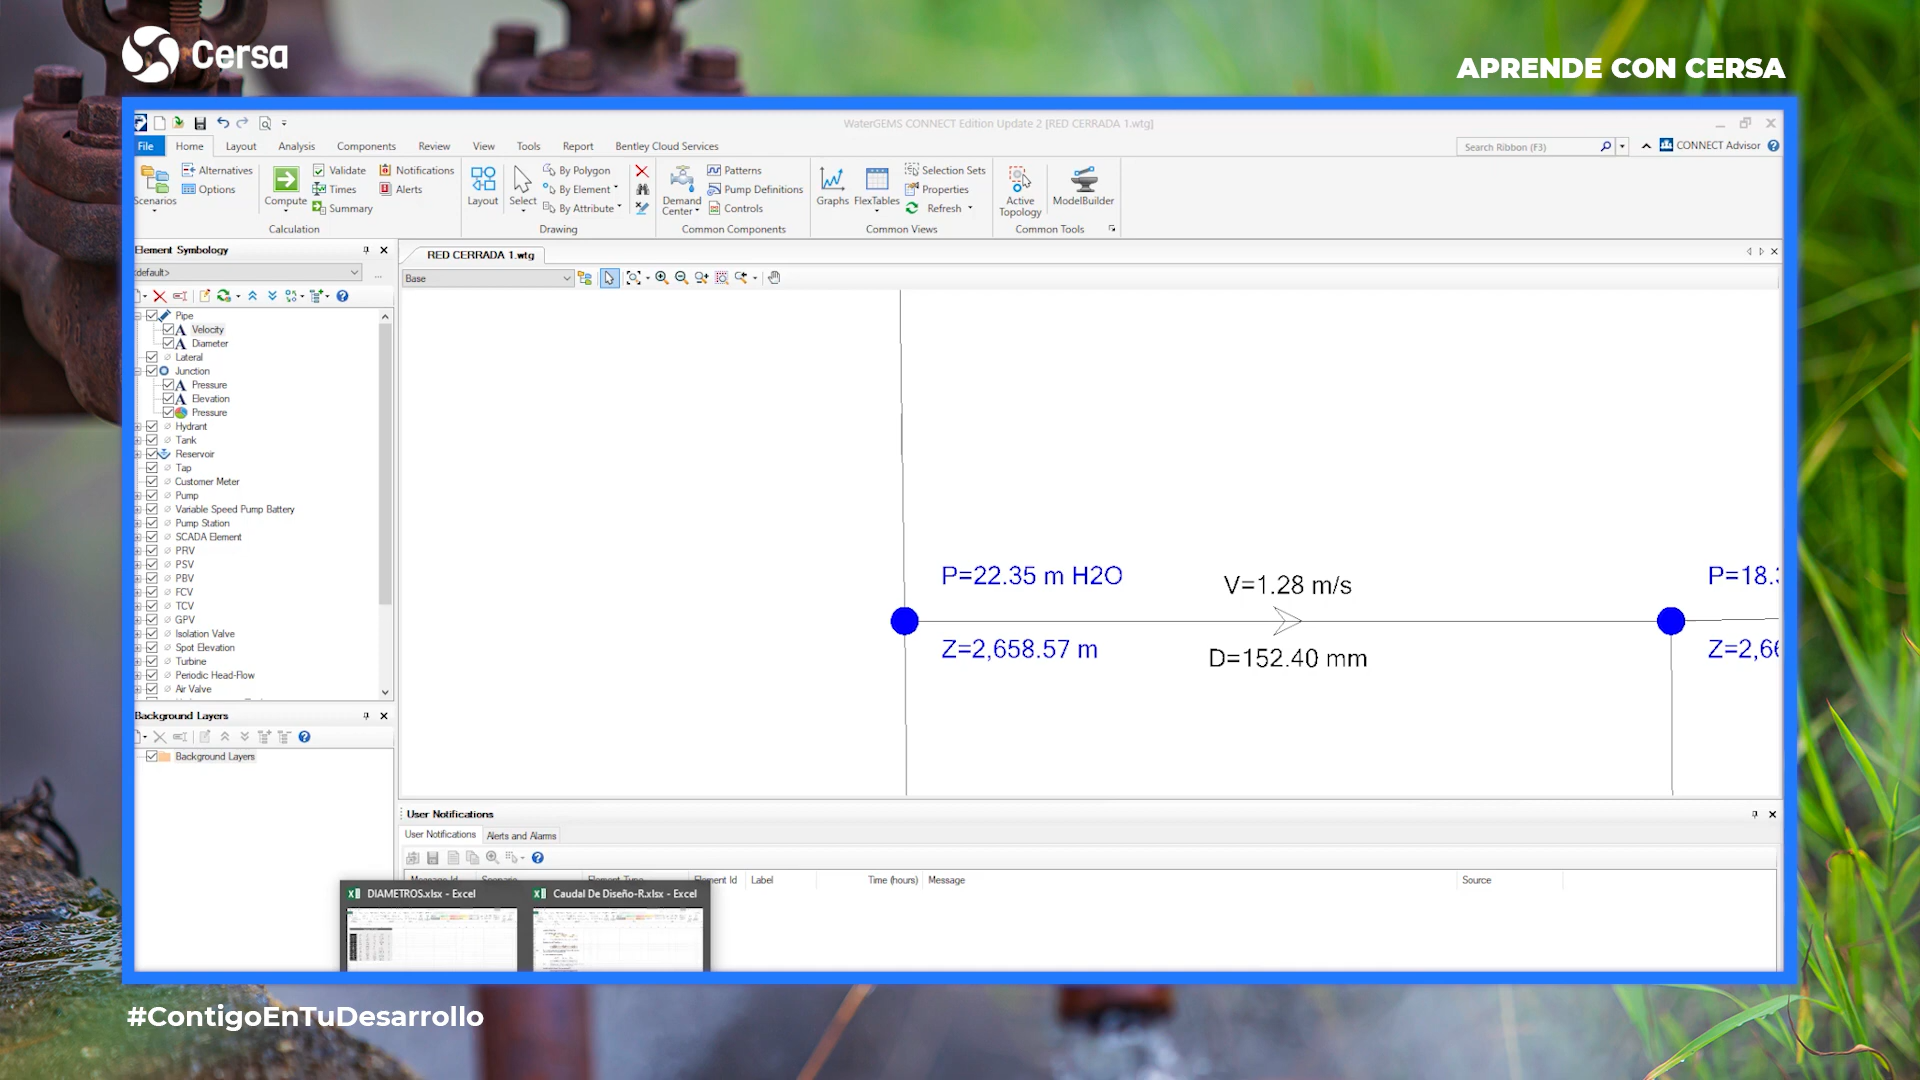 Cersa
APRENDE CON CERSA
WaterGEMS CONNECT Edition Update 2 [RED CERRADA 1.wtg]
File Home Layout Analysis Components Review View Tools Report Bentley Cloud Services
Search Ribbon (F3)
CONNECT Advisor
Scenarios
Alternatives
Options
Compute
Validate
Times
Summary
Notifications
Alerts
Calculation
Layout
Select
By Polygon
By Element
By Attribute
Drawing
Demand Center
Patterns
Pump Definitions
Controls
Common Components
Graphs
FlexTables
Selection Sets
Properties
Refresh
Common Views
Active Topology
ModelBuilder
Common Tools
Element Symbology
<default>
Pipe
Velocity
Diameter
Lateral
Junction
Pressure
Elevation
Pressure
Hydrant
Tank
Reservoir
Tap
Customer Meter
Pump
Variable Speed Pump Battery
Pump Station
SCADA Element
PRV
PSV
PBV
FCV
TCV
GPV
Isolation Valve
Spot Elevation
Turbine
Periodic Head-Flow
Air Valve
Background Layers
Background Layers
RED CERRADA 1.wtg
Base
P=22.35 m H2O
V=1.28 m/s
P=18.
Z=2,658.57 m
D=152.40 mm
Z=2,66
User Notifications
User Notifications Alerts and Alarms
Message Id Scenario Element Type Element Id Label Time (hours) Message Source
DIAMETROS.xlsx - Excel
Caudal De Diseño-R.xlsx - Excel
#ContigoEnTuDesarrollo